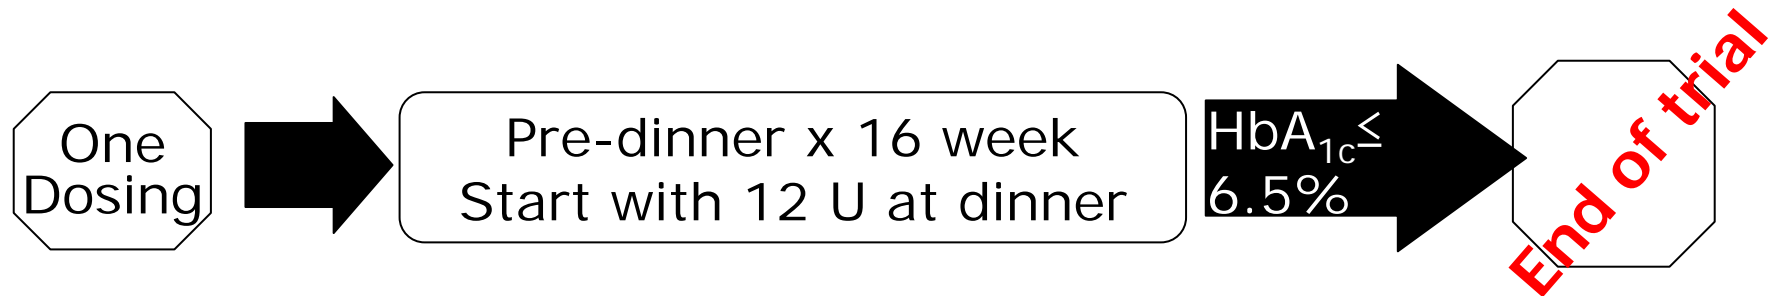 One
Dosing
Pre-dinner x 16 week
Start with 12 U at dinner
HbA1c≤
6.5%
End of trial